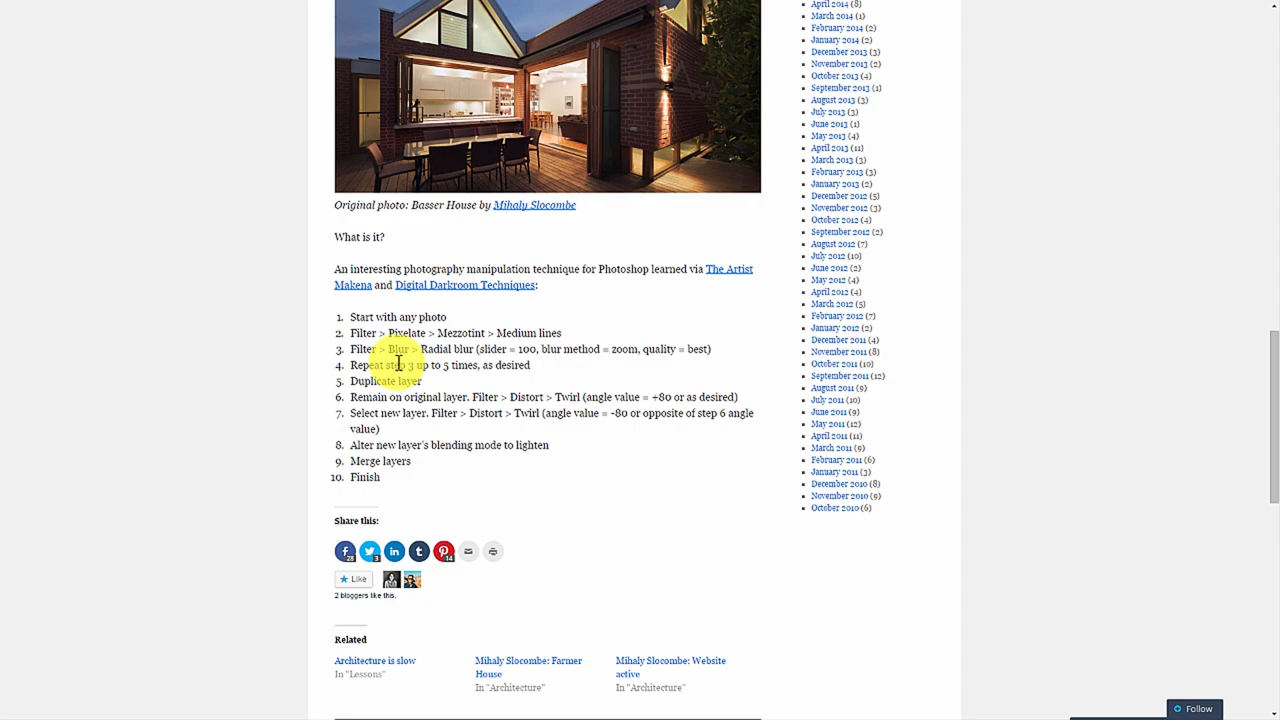 Original photo: Basser House by Mihaly Slocombe
What is it?
An interesting photography manipulation technique for Photoshop learned via The Artist
Makena and Digital Darkroom Techniques:
1. Start with any photo
2. Filter > Pixelate > Mezzotint > Medium lines
3. Filter > Blur > Radial blur (slider = 100, blur method = zoom, quality = best)
4. Repeat step 3 up to 5 times, as desired
5. Duplicate layer
6. Remain on original layer. Filter > Distort > Twirl (angle value = +80 or as desired)
7. Select new layer. Filter > Distort > Twirl (angle value = -80 or opposite of step 6 angle
value)
8. Alter new layer's blending mode to lighten
9. Merge layers
10. Finish
Share this:
28
3
14
Like
2 bloggers like this.
Related
Architecture is slow
In "Lessons"
Mihaly Slocombe: Farmer
House
In "Architecture"
Mihaly Slocombe: Website
active
In "Architecture"
April 2014 (8)
March 2014 (1)
February 2014 (2)
January 2014 (2)
December 2013 (3)
November 2013 (2)
October 2013 (4)
September 2013 (1)
August 2013 (3)
July 2013 (3)
June 2013 (1)
May 2013 (4)
April 2013 (11)
March 2013 (3)
February 2013 (3)
January 2013 (2)
December 2012 (5)
November 2012 (3)
October 2012 (4)
September 2012 (2)
August 2012 (7)
July 2012 (10)
June 2012 (2)
May 2012 (4)
April 2012 (4)
March 2012 (5)
February 2012 (7)
January 2012 (2)
December 2011 (4)
November 2011 (8)
October 2011 (4)
September 2011 (12)
August 2011 (9)
July 2011 (10)
June 2011 (9)
May 2011 (12)
April 2011 (11)
March 2011 (9)
February 2011 (6)
January 2011 (3)
December 2010 (8)
November 2010 (9)
October 2010 (6)
Follow